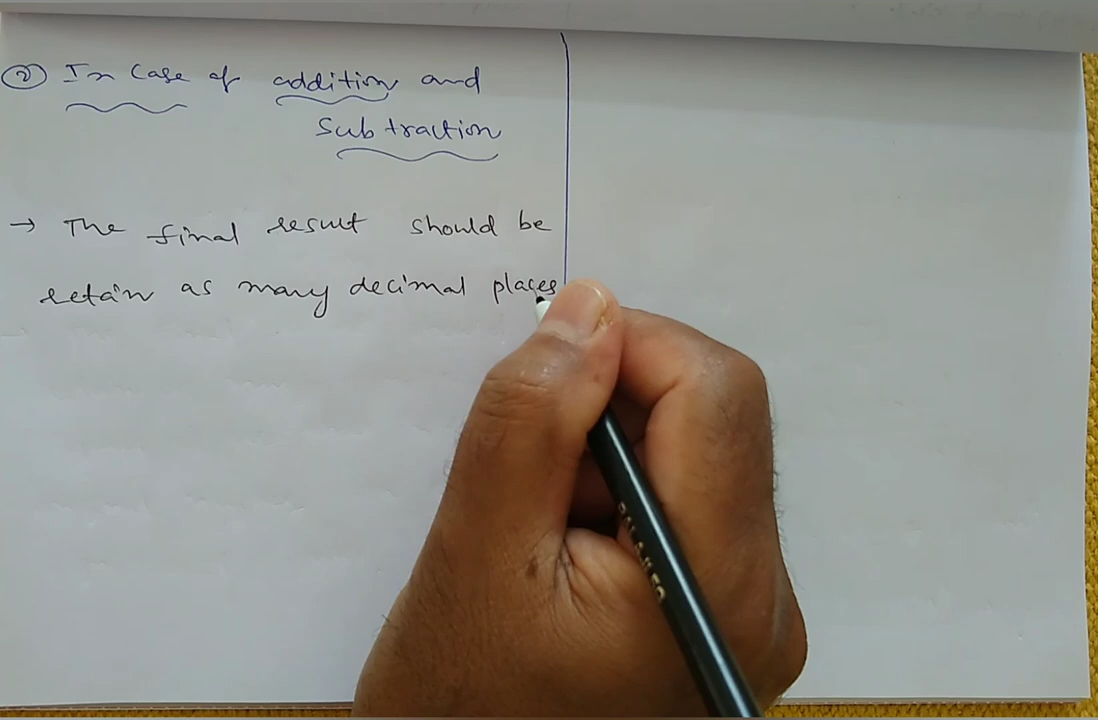 ② In Case of addition and
Subtraction
→ The final result should be
retain as many decimal places